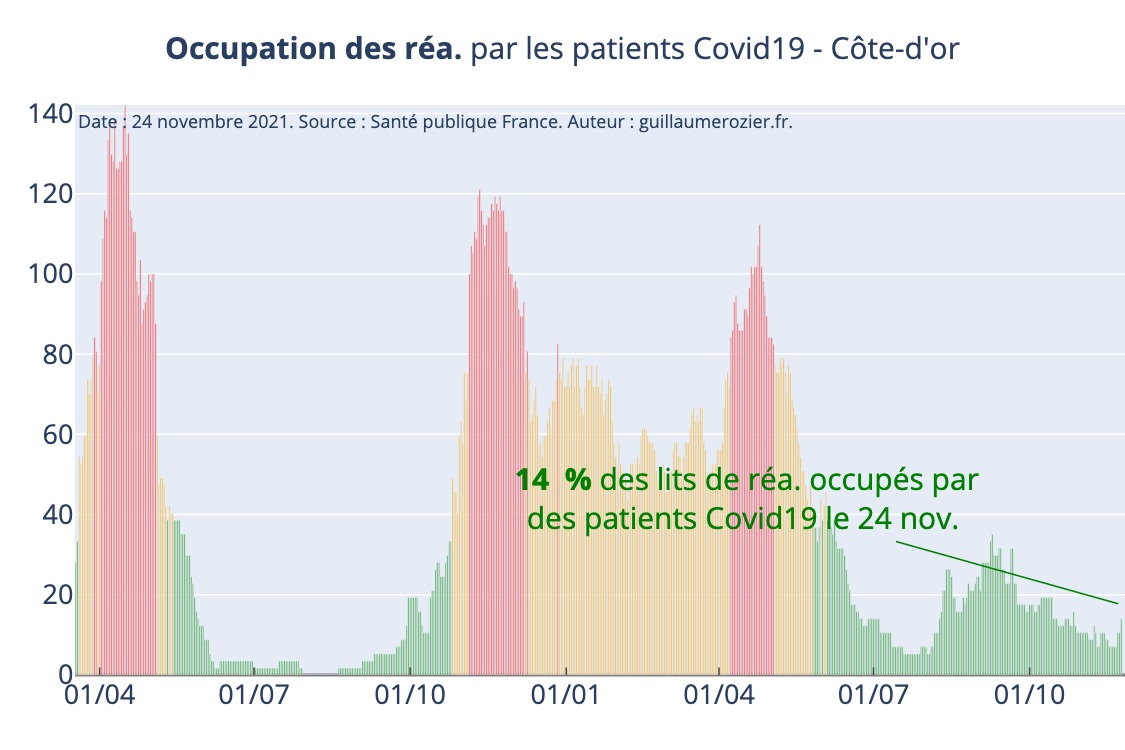 Occupation des réa. par les patients Covid19 - Côte-d'or
140
Date : 24 novembre 2021. Source : Santé publique France. Auteur : guillaumerozier.fr.
120
100
80
60
14 % des lits de réa. occupés par
des patients Covid19 le 24 nov.
40
20
0
01/04 01/07 01/10 01/01 01/04 01/07 01/10